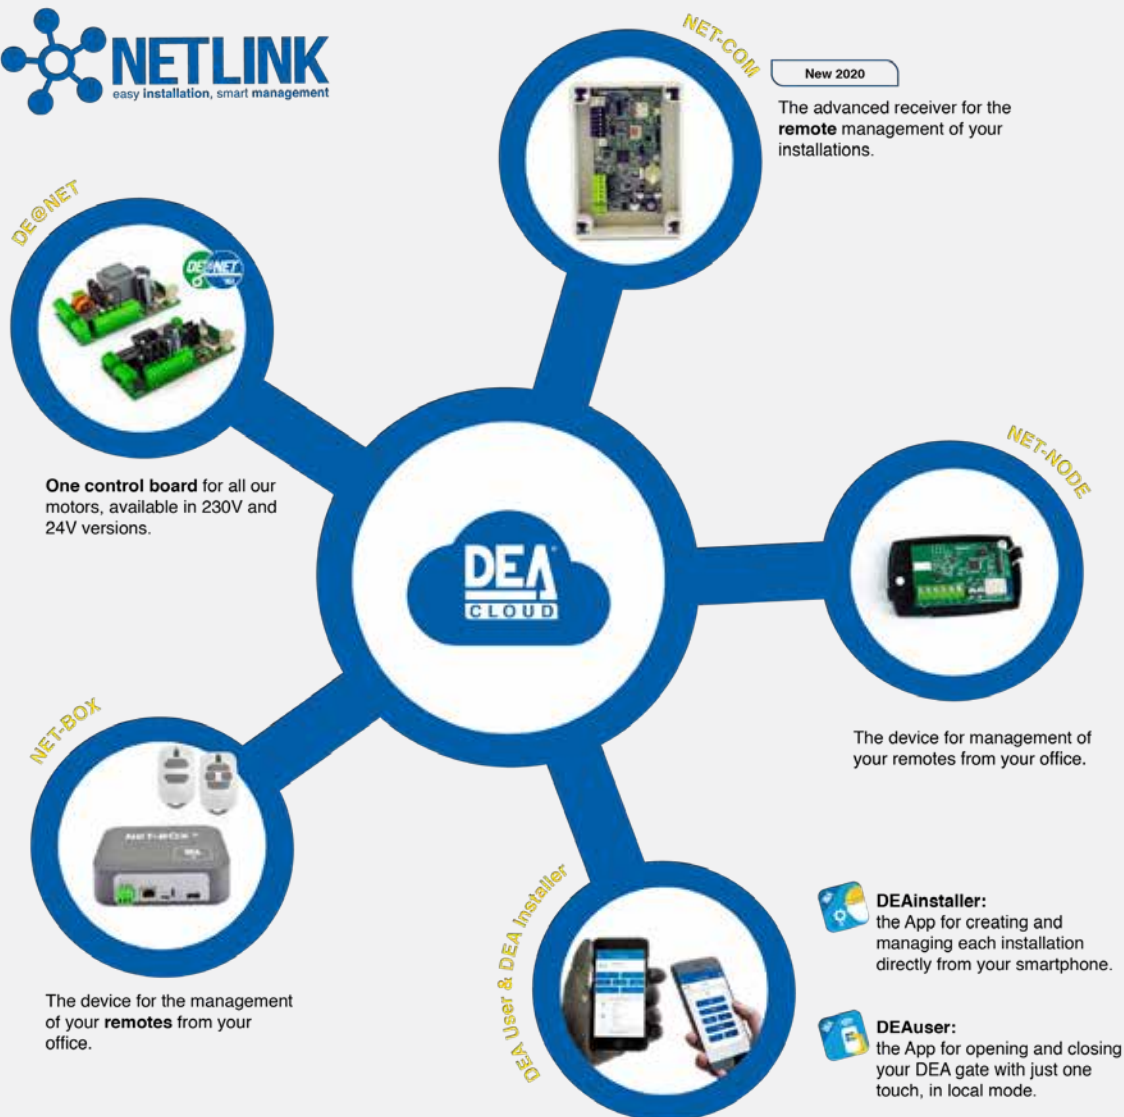 NETLINK
easy installation, smart management
NET-COM
New 2020
The advanced receiver for the
remote management of your
installations.
DE@NET
DE@NET
One control board for all our
motors, available in 230V and
24V versions.
DEA
CLOUD
NET-NODE
The device for management of
your remotes from your office.
NET-BOX
NET-BOX
The device for the management
of your remotes from your
office.
DEA User & DEA Installer
DEAinstaller:
the App for creating and
managing each installation
directly from your smartphone.
DEAuser:
the App for opening and closing
your DEA gate with just one
touch, in local mode.